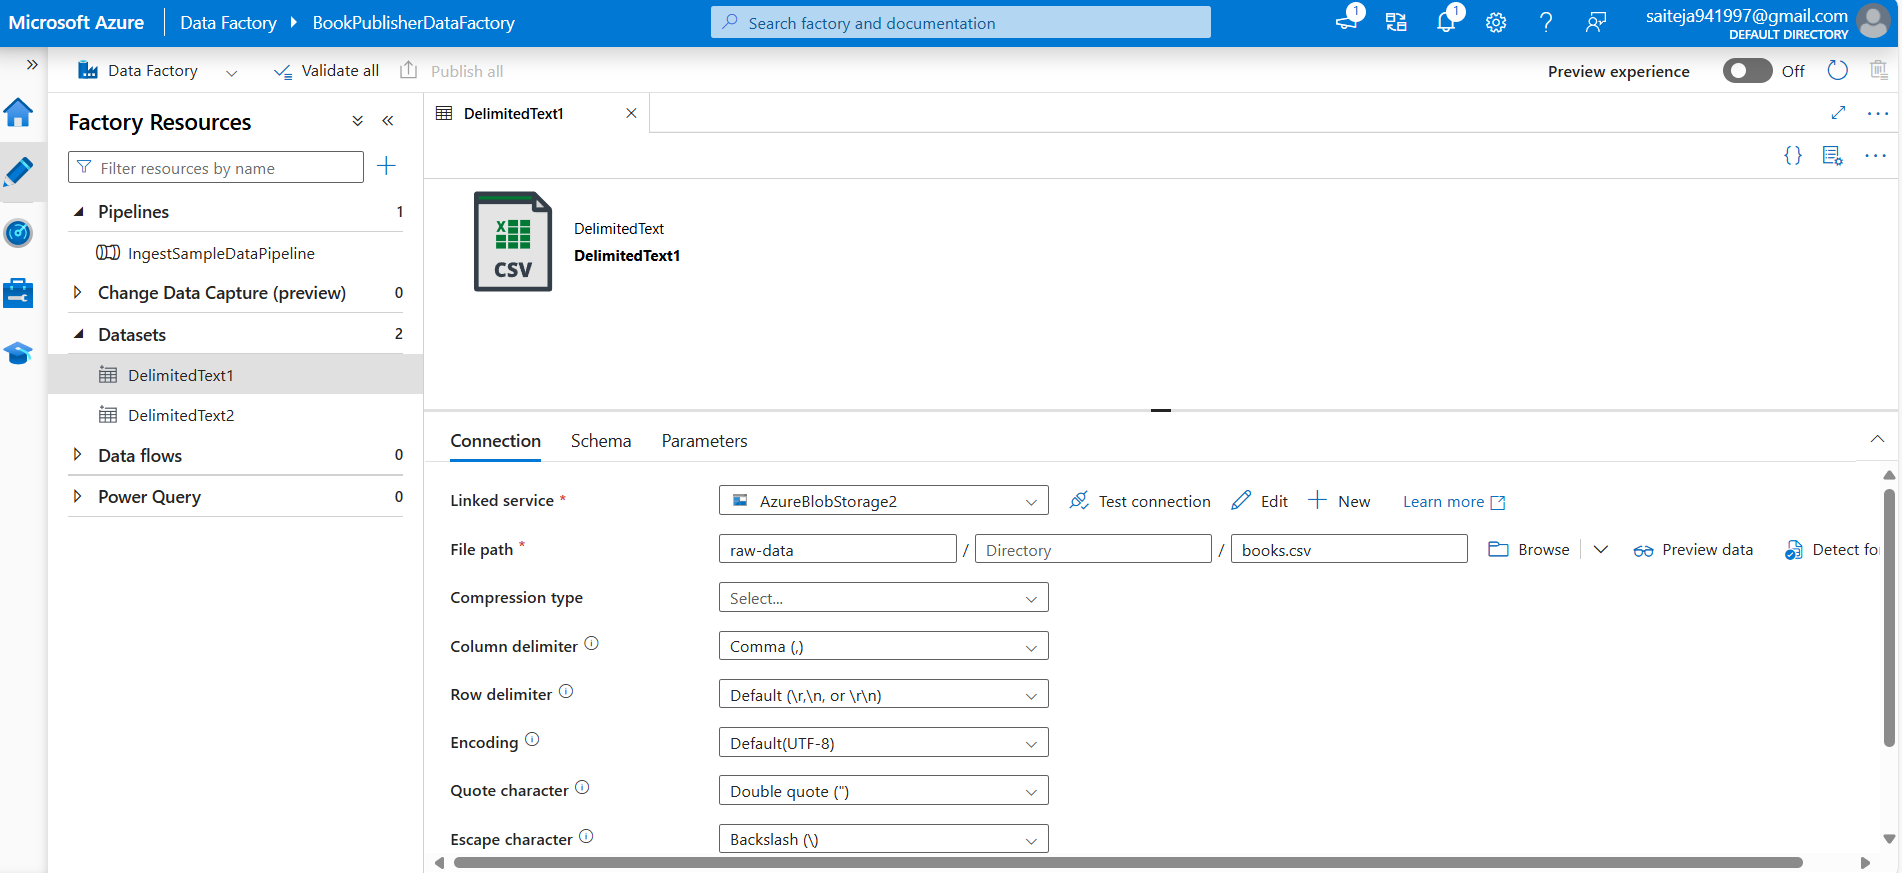 Microsoft Azure Data Factory BookPublisherDataFactory Search factory and documentation 1 1 saiteja941997@gmail.com
DEFAULT DIRECTORY
Data Factory Validate all Publish all Preview experience Off
Factory Resources
Filter resources by name
Pipelines 1
IngestSampleDataPipeline
Change Data Capture (preview) 0
Datasets 2
DelimitedText1
DelimitedText2
Data flows 0
Power Query 0
DelimitedText1
{}
X
CSV
DelimitedText
DelimitedText1
Connection Schema Parameters
Linked service * AzureBlobStorage2 Test connection Edit New Learn more
File path * raw-data / Directory / books.csv Browse Preview data Detect for
Compression type Select...
Column delimiter Comma (,)
Row delimiter Default (\r,\n, or \r\n)
Encoding Default(UTF-8)
Quote character Double quote (")
Escape character Backslash (\)